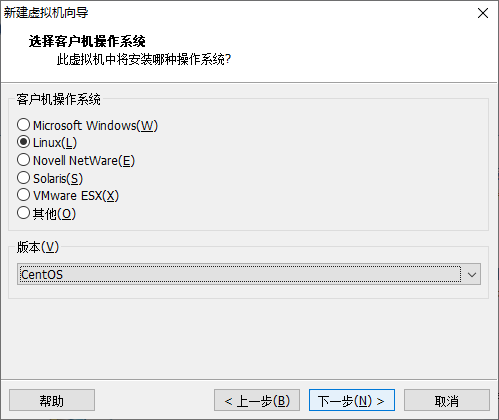 新建虚拟机向导
选择客户机操作系统
此虚拟机中将安装哪种操作系统?
客户机操作系统
Microsoft Windows(W)
Linux(L)
Novell NetWare(E)
Solaris(S)
VMware ESX(X)
其他(O)
版本(V)
CentOS
帮助
< 上一步(B)
下一步(N) >
取消